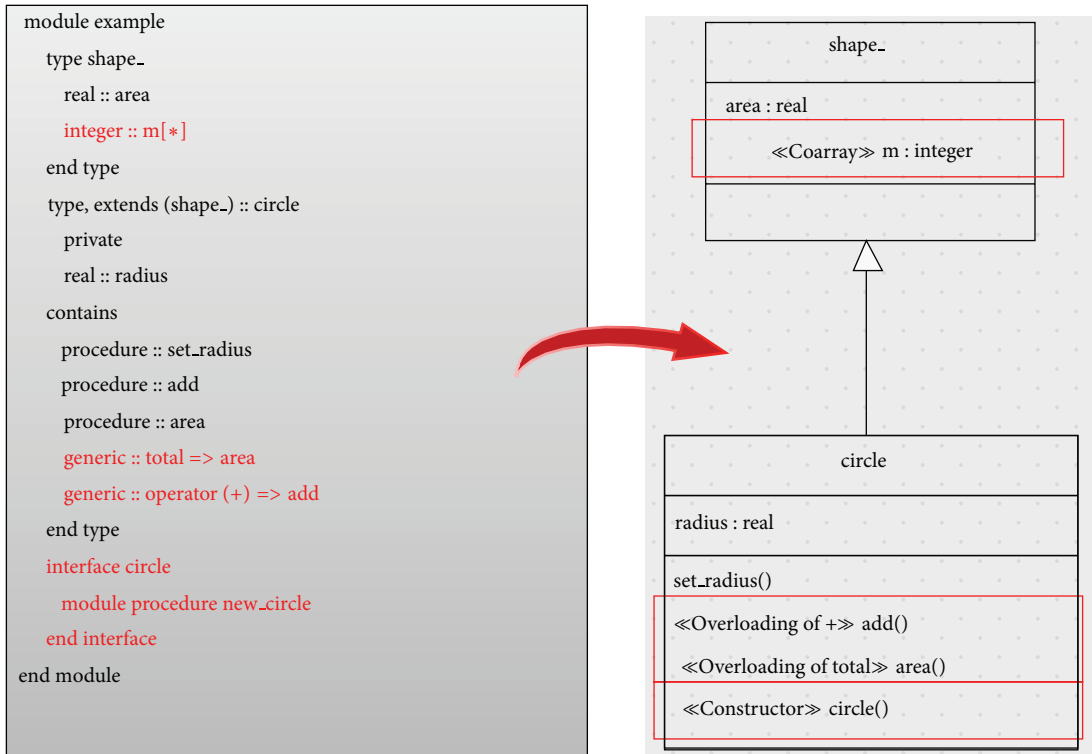 module example
type shape_
real :: area
integer :: m[*]
end type
type, extends (shape_) :: circle
private
real :: radius
contains
procedure :: set_radius
procedure :: add
procedure :: area
generic :: total => area
generic :: operator (+) => add
end type
interface circle
module procedure new_circle
end interface
end module
shape_
area : real
≪Coarray≫ m : integer
circle
radius : real
set_radius()
≪Overloading of +≫ add()
≪Overloading of total≫ area()
≪Constructor≫ circle()